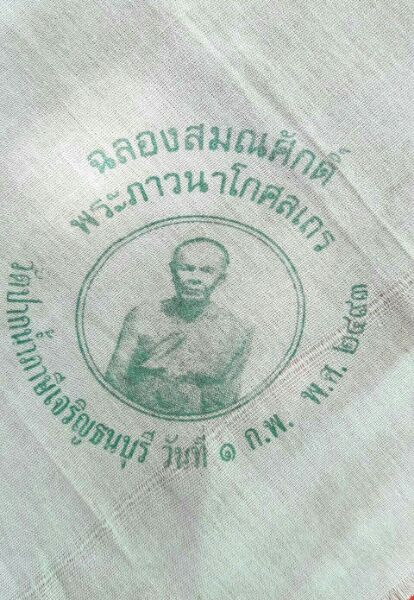 ฉลองสมณศักดิ์
พระภาวนาโกศลเถร
วัดปากน้ำภาษีเจริญธนบุรี วันที่ ๑ ก.พ. พ.ศ. ๒๔๙๓